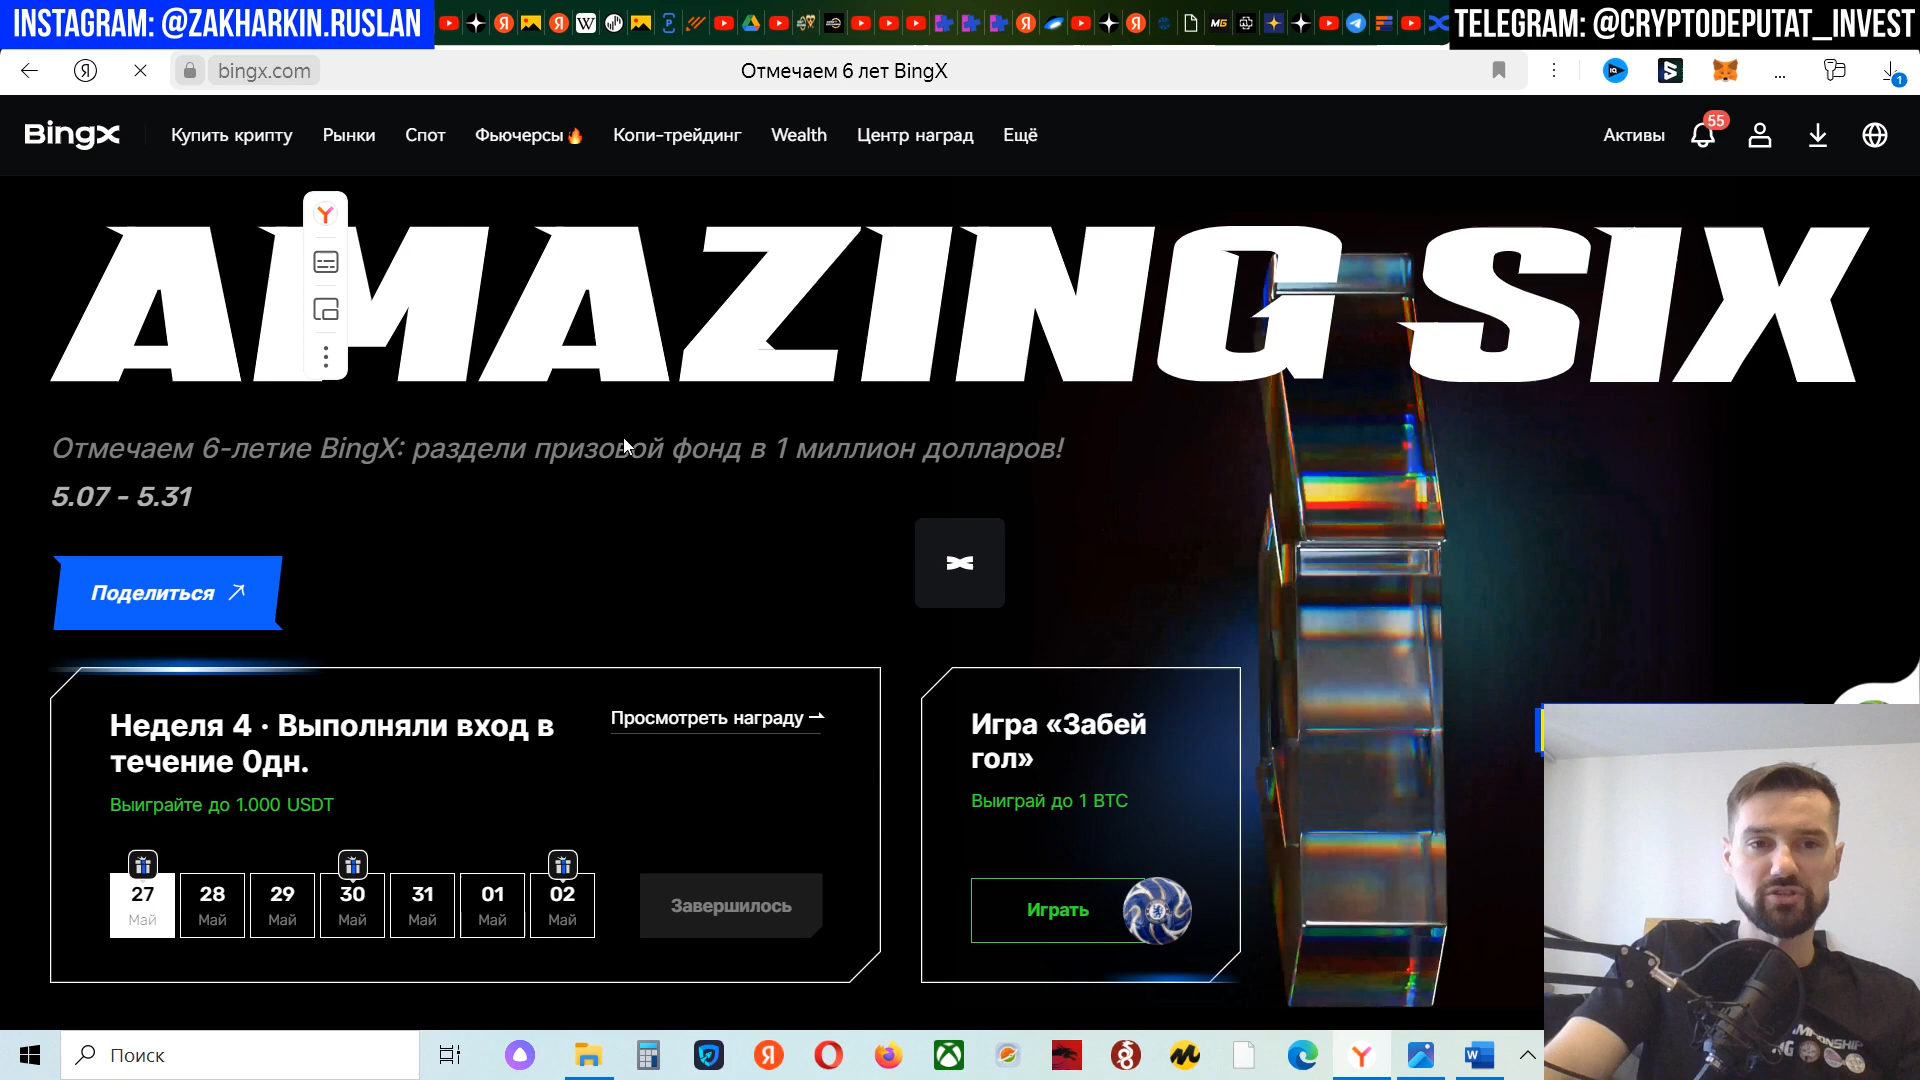 INSTAGRAM: @ZAKHARKIN.RUSLAN
TELEGRAM: @CRYPTODEPUTAT_INVEST
bingx.com
Отмечаем 6 лет BingX
1
BingX
Купить крипту
Рынки
Спот
Фьючерсы
Копи-трейдинг
Wealth
Центр наград
Ещё
Активы
55
AMAZING SIX
Отмечаем 6-летие BingX: раздели призовой фонд в 1 миллион долларов!
5.07 - 5.31
Поделиться
Неделя 4 · Выполняли вход в
течение 0дн.
Просмотреть награду
Выиграйте до 1.000 USDT
27 28 29 30 31 01 02
Май Май Май Май Май Май Май
Завершилось
Игра «Забей
гол»
Выиграй до 1 BTC
Играть
Поиск